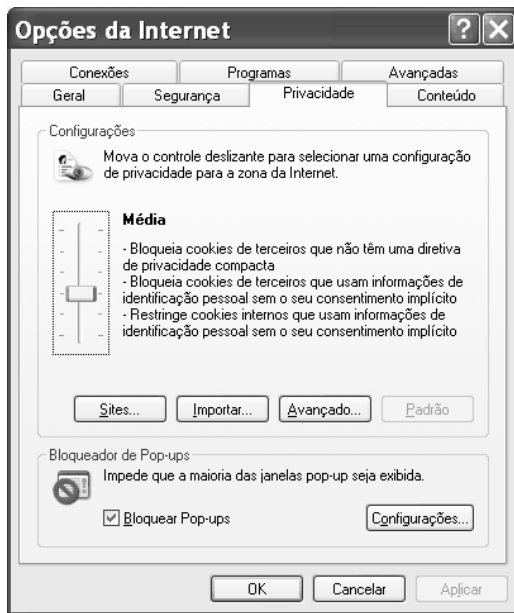 Opções da Internet
Conexões Programas Avançadas
Geral Segurança Privacidade Conteúdo
Configurações
Mova o controle deslizante para selecionar uma configuração
de privacidade para a zona da Internet.
Média
- Bloqueia cookies de terceiros que não têm uma diretiva
de privacidade compacta
- Bloqueia cookies de terceiros que usam informações de
identificação pessoal sem o seu consentimento implícito
- Restringe cookies internos que usam informações de
identificação pessoal sem o seu consentimento implícito
Sites... Importar... Avançado... Padrão
Bloqueador de Pop-ups
Impede que a maioria das janelas pop-up seja exibida.
Bloquear Pop-ups Configurações...
OK Cancelar Aplicar